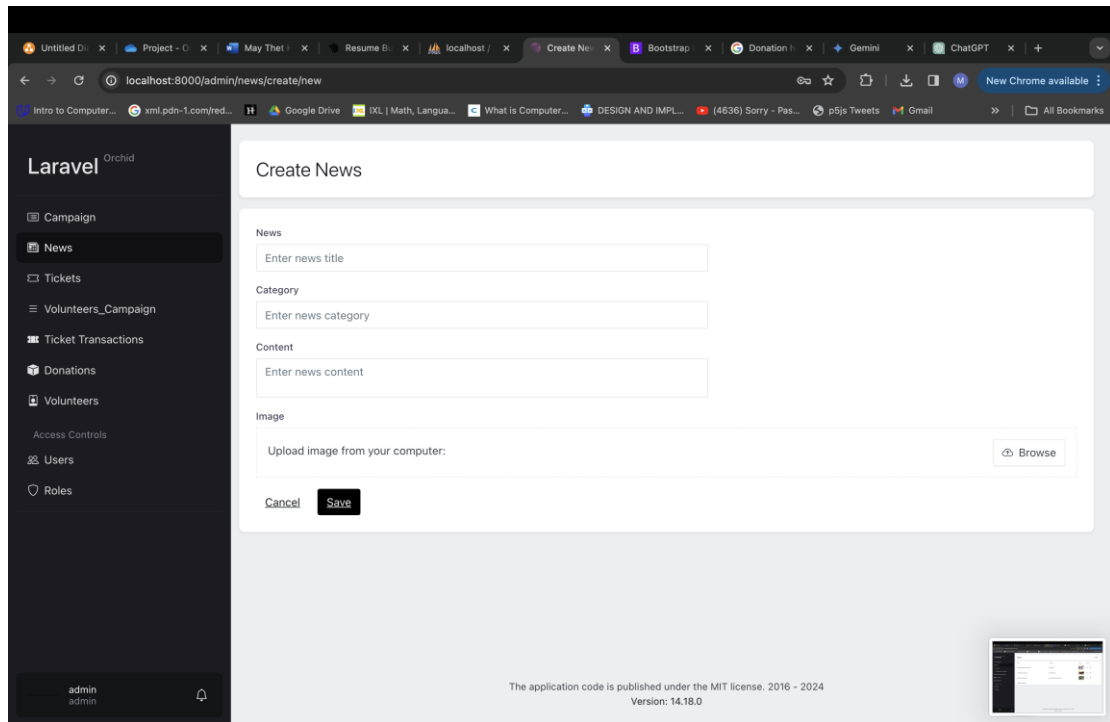 Untitled Di
Project - O
May Thet
Resume Bu
localhost /
Create New
Bootstrap
Donation h
Gemini
ChatGPT
localhost:8000/admin/news/create/new
M
New Chrome available
Intro to Computer...
xml.pdn-1.com/red...
H
Google Drive
IXL | Math, Langua...
What is Computer...
DESIGN AND IMPL...
(4636) Sorry - Pas...
p5js Tweets
Gmail
All Bookmarks
Laravel Orchid
Campaign
News
Tickets
Volunteers_Campaign
Ticket Transactions
Donations
Volunteers
Access Controls
Users
Roles
admin
admin
Create News
News
Enter news title
Category
Enter news category
Content
Enter news content
Image
Upload image from your computer:
Browse
Cancel
Save
The application code is published under the MIT license. 2016 - 2024
Version: 14.18.0